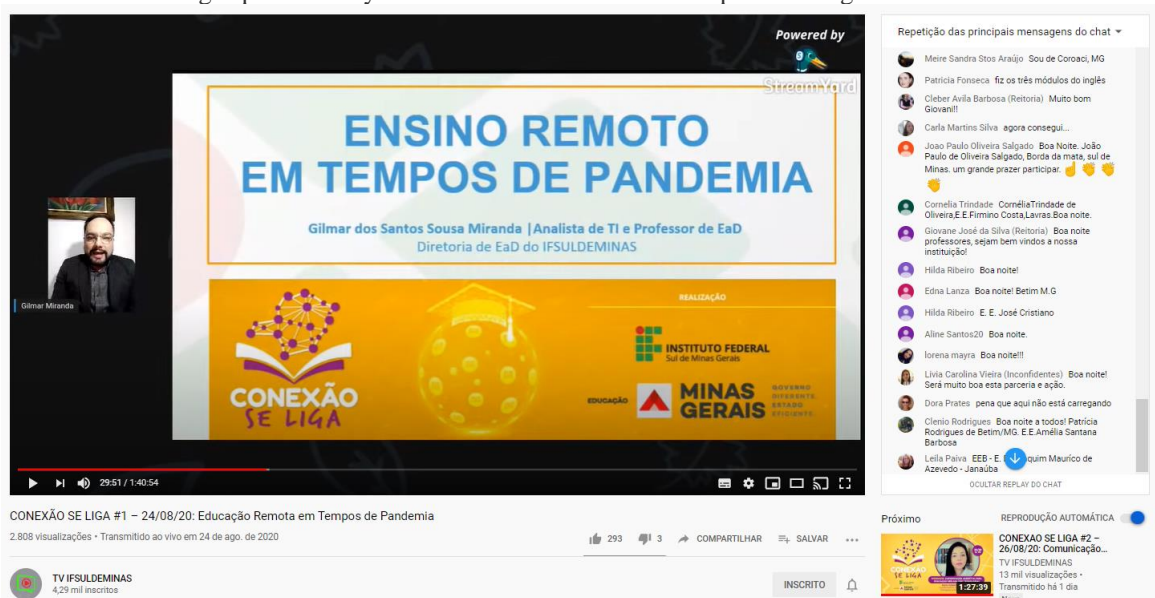 Powered by
StreamYard
ENSINO REMOTO
EM TEMPOS DE PANDEMIA
Gilmar dos Santos Sousa Miranda |Analista de TI e Professor de EaD
Diretoria de EaD do IFSULDEMINAS
Gilmar Miranda
CONEXÃO
SE LIGA
REALIZAÇÃO
INSTITUTO FEDERAL
Sul de Minas Gerais
EDUCAÇÃO
MINAS
GERAIS
GOVERNO
DIFERENTE.
ESTADO
EFICIENTE.
29:51 / 1:40:54
CONEXÃO SE LIGA #1 – 24/08/20: Educação Remota em Tempos de Pandemia
2.808 visualizações • Transmitido ao vivo em 24 de ago. de 2020
293 3 COMPARTILHAR SALVAR
TV IFSULDEMINAS
4,29 mil inscritos
INSCRITO
Repetição das principais mensagens do chat
Meire Sandra Stos Araújo Sou de Coroaci, MG
Patricia Fonseca fiz os três módulos do inglês
Cleber Avila Barbosa (Reitoria) Muito bom
Giovani!!
Carla Martins Silva agora consegui...
Joao Paulo Oliveira Salgado Boa Noite. João
Paulo de Oliveira Salgado, Borda da mata, sul de
Minas. um grande prazer participar. ☝👏👏
👏
Cornelia Trindade CornéliaTrindade de
Oliveira,E.E.Firmino Costa,Lavras.Boa noite.
Giovane José da Silva (Reitoria) Boa noite
professores, sejam bem vindos a nossa
instituição!
Hilda Ribeiro Boa noite!
Edna Lanza Boa noite! Betim M.G
Hilda Ribeiro E. E. José Cristiano
Aline Santos20 Boa noite.
lorena mayra Boa noite!!!
Livia Carolina Vieira (Inconfidentes) Boa noite!
Será muito boa esta parceria e ação.
Dora Prates pena que aqui não está carregando
Clenio Rodrigues Boa noite a todos! Patrícia
Rodrigues de Betim/MG. E.E.Amélia Santana
Barbosa
Leila Paiva EEB - E. quim Maurico de
Azevedo - Janaúba
OCULTAR REPLAY DO CHAT
Próximo
REPRODUÇÃO AUTOMÁTICA
CONEXÃO
SE LIGA
1:27:39
CONEXAO SE LIGA #2 –
26/08/20: Comunicação...
TV IFSULDEMINAS
13 mil visualizações •
Transmitido há 1 dia